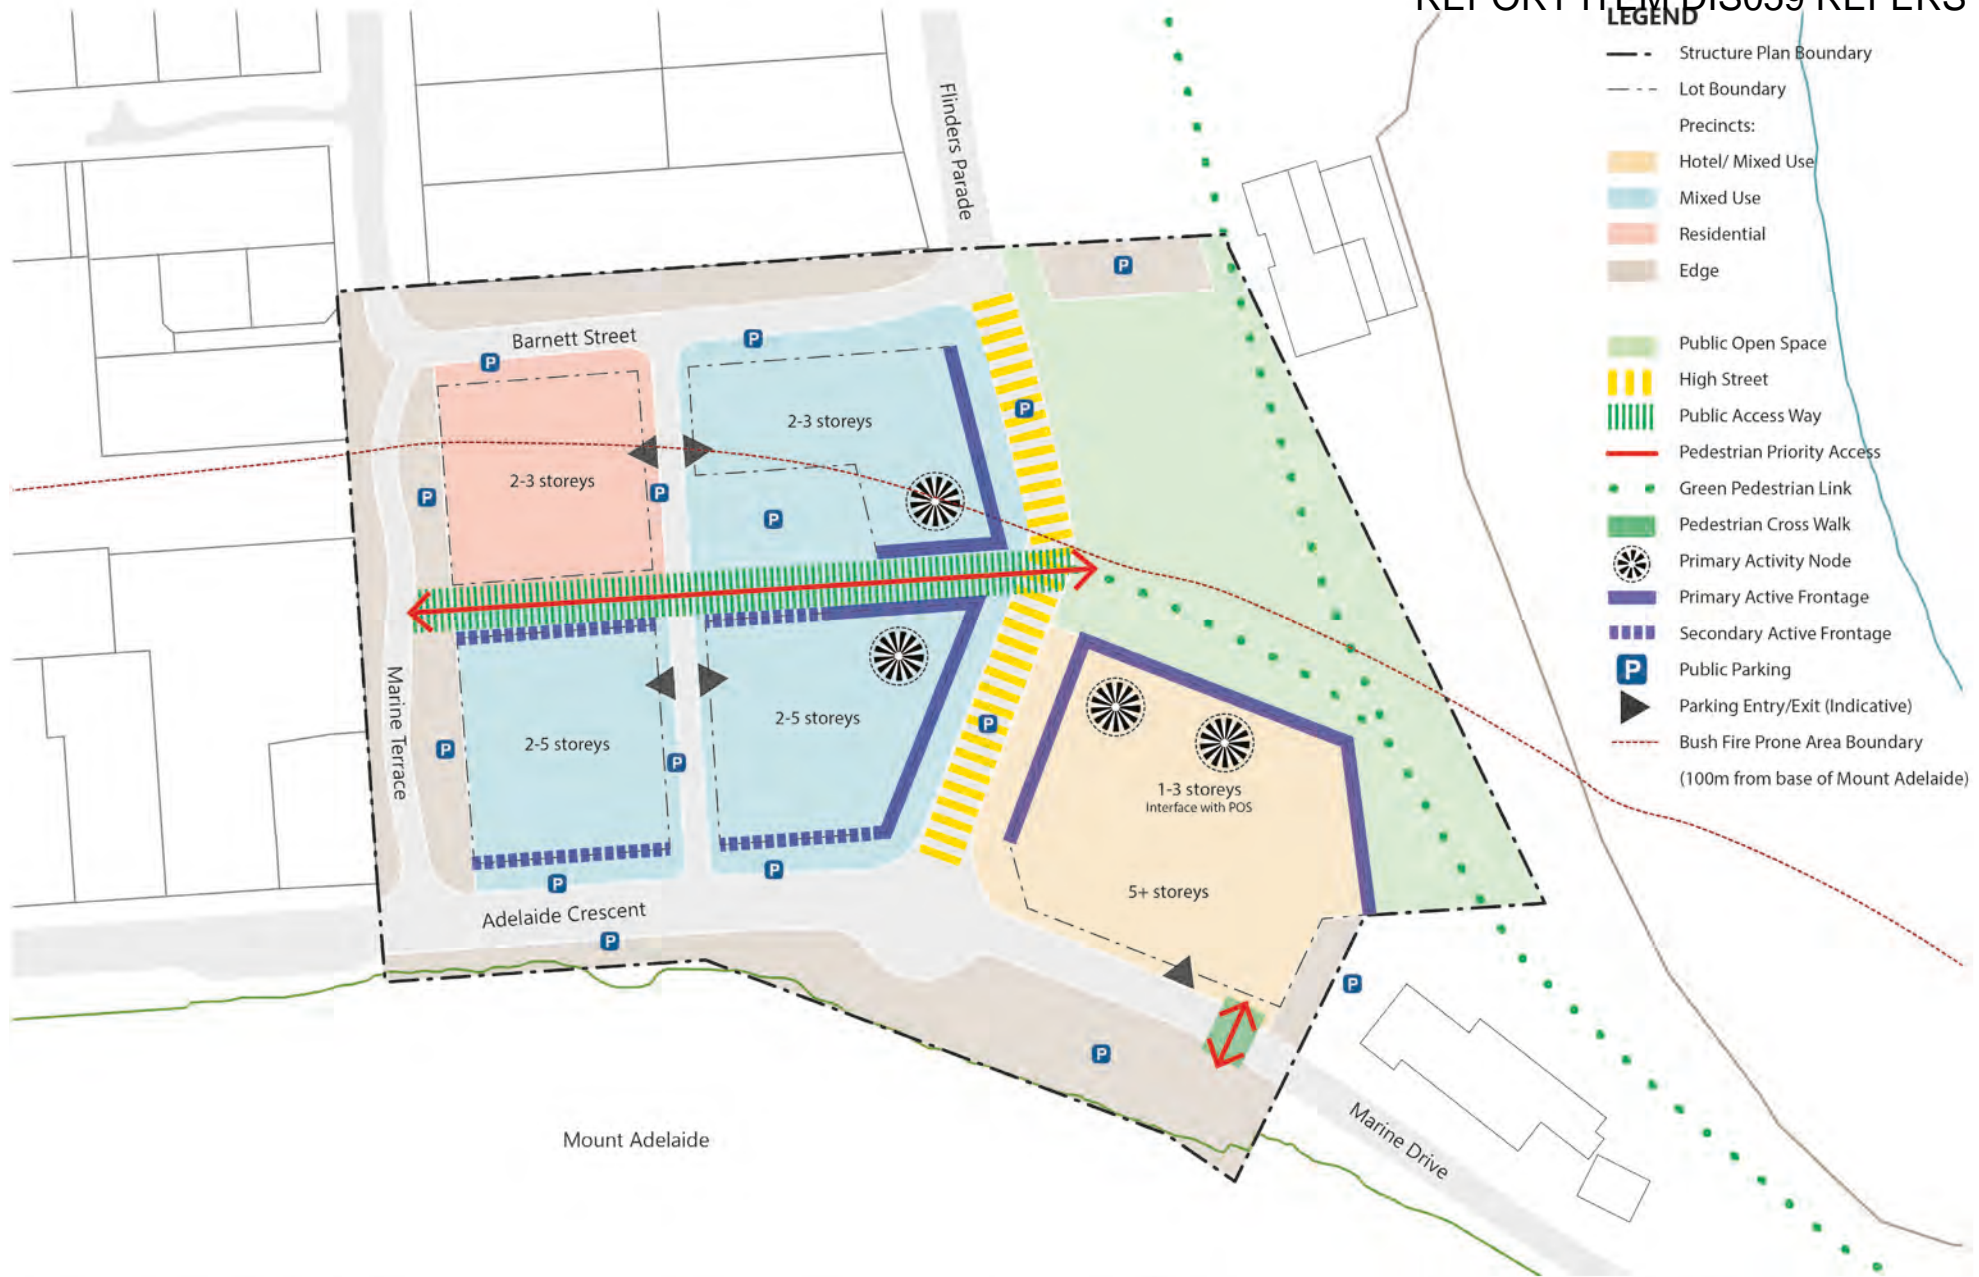 REPORT ITEM DIS059 REFERS
LEGEND
Structure Plan Boundary
Lot Boundary
Precincts:
Hotel/ Mixed Use
Mixed Use
Residential
Edge
Public Open Space
High Street
Public Access Way
Pedestrian Priority Access
Green Pedestrian Link
Pedestrian Cross Walk
Primary Activity Node
Primary Active Frontage
Secondary Active Frontage
P
Public Parking
Parking Entry/Exit (Indicative)
Bush Fire Prone Area Boundary
(100m from base of Mount Adelaide)
Flinders Parade
P
Barnett Street
P
P
P
2-3 storeys
2-3 storeys
P
P
P
Marine Terrace
2-5 storeys
2-5 storeys
P
P
P
1-3 storeys
Interface with POS
5+ storeys
P
P
Adelaide Crescent
P
P
P
Mount Adelaide
Marine Drive